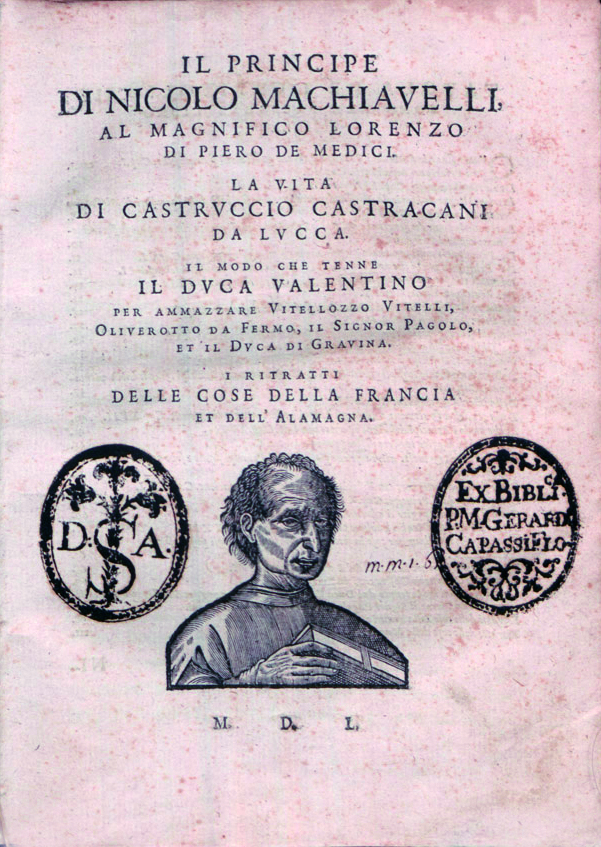 IL PRINCIPE
DI NICOLO MACHIAVELLI,
AL MAGNIFICO LORENZO
DI PIERO DE MEDICI.
LA VITA
DI CASTRVCCIO CASTRACANI
DA LVCCA.
IL MODO CHE TENNE
IL DVCA VALENTINO
PER AMMAZZARE VITELLOZZO VITELLI,
OLIVEROTTO DA FERMO, IL SIGNOR PAGOLO,
ET IL DVCA DI GRAVINA.
I RITRATTI
DELLE COSE DELLA FRANCIA
ET DELL' ALAMAGNA.
D. S A.
EX BIBLC.
P.M. GERARD
CAPASSI FLO
m.m.1.6
M. D. L.